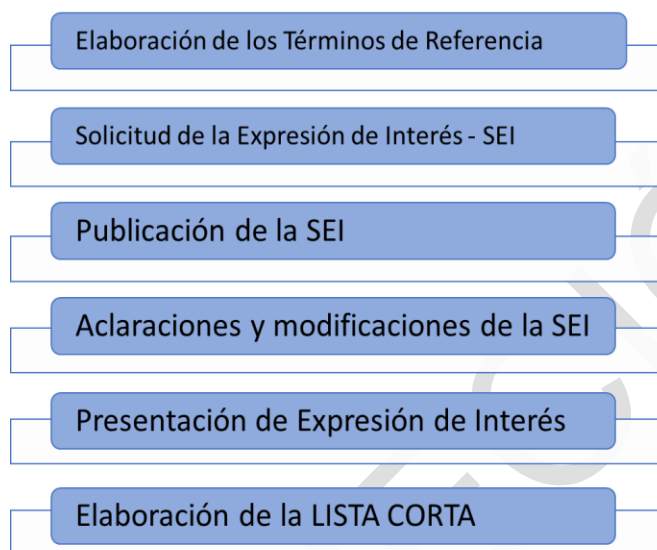 Elaboración de los Términos de Referencia
Solicitud de la Expresión de Interés - SEI
Publicación de la SEI
Aclaraciones y modificaciones de la SEI
Presentación de Expresión de Interés
Elaboración de la LISTA CORTA